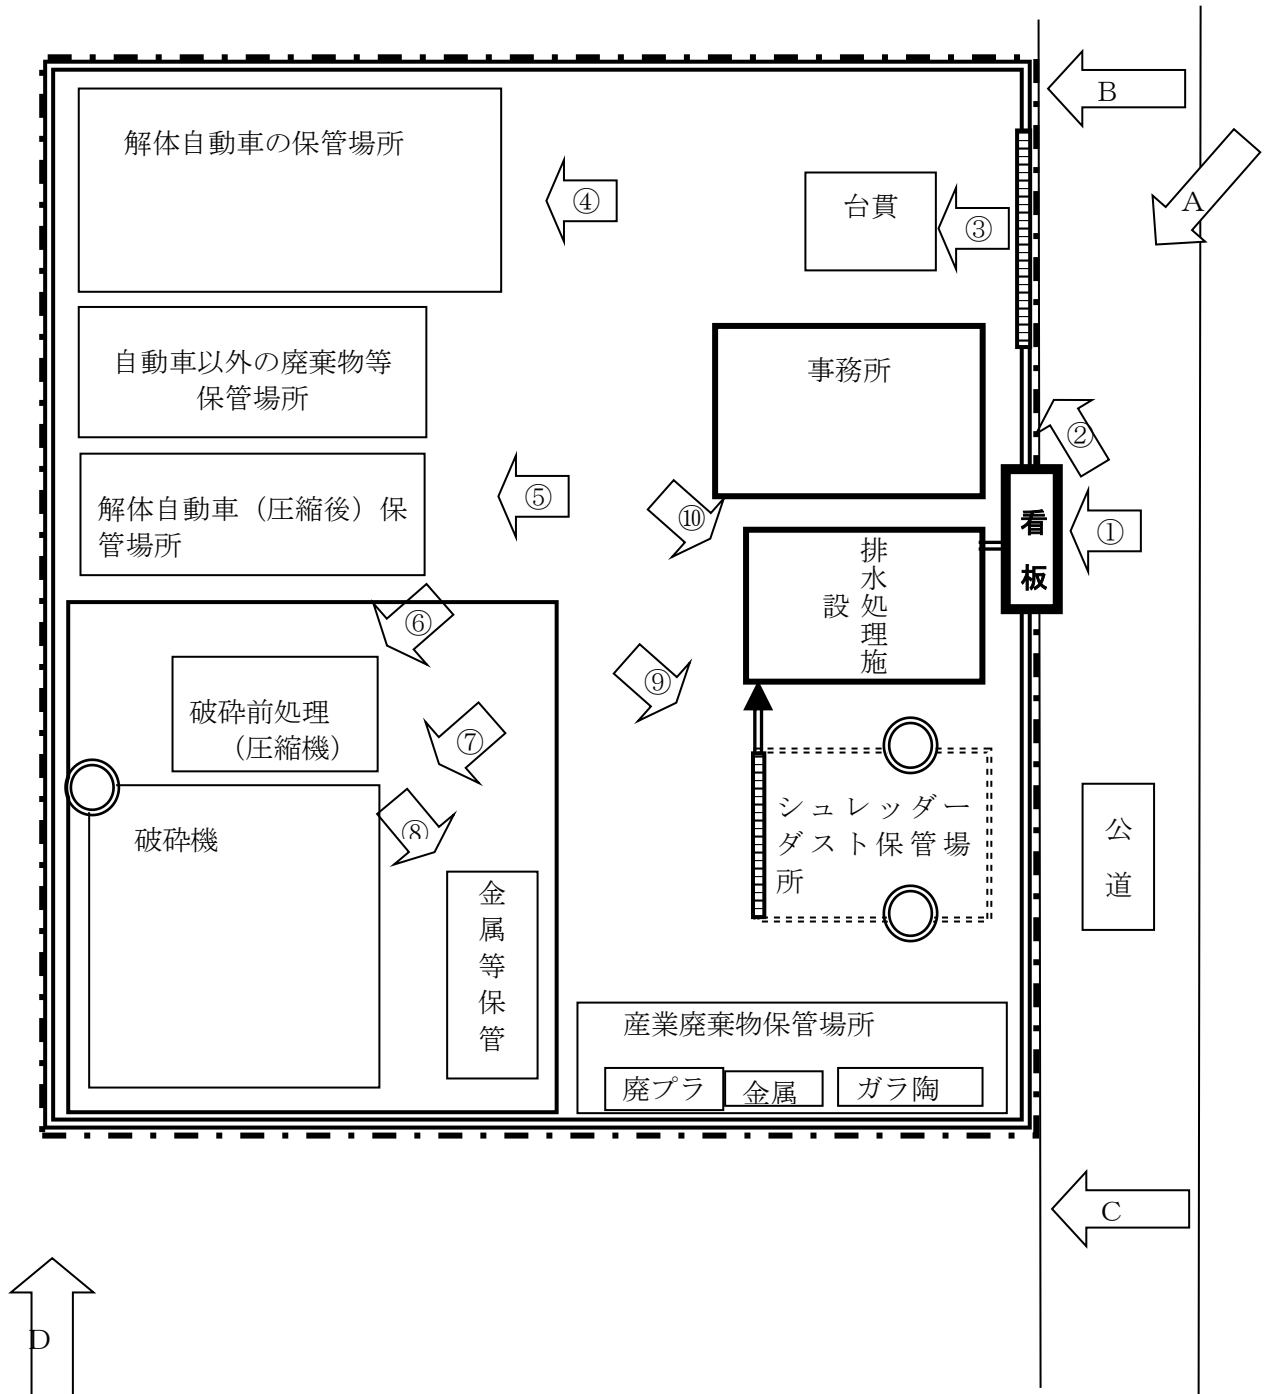 B
解体自動車の保管場所
A
台貫
④
③
自動車以外の廃棄物等
保管場所
事務所
②
解体自動車（圧縮後）保
管場所
⑤
⑩
看板
①
排水処理施
設
⑥
⑨
破砕前処理
（圧縮機）
⑦
シュレッダー
ダスト保管場
所
破砕機
⑧
公道
金属等保管
産業廃棄物保管場所
廃プラ
金属
ガラ陶
C
D